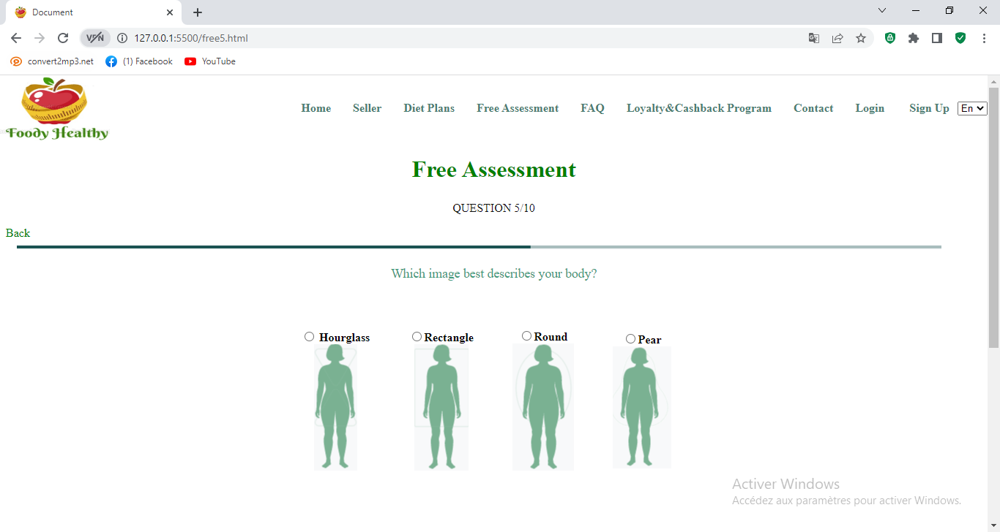 Document
VPN
127.0.0.1:5500/free5.html
convert2mp3.net (1) Facebook YouTube
Foody Healthy
Home Seller Diet Plans Free Assessment FAQ Loyalty&Cashback Program Contact Login Sign Up En
Free Assessment
QUESTION 5/10
Back
Which image best describes your body?
Hourglass Rectangle Round Pear
Activer Windows
Accédez aux paramètres pour activer Windows.